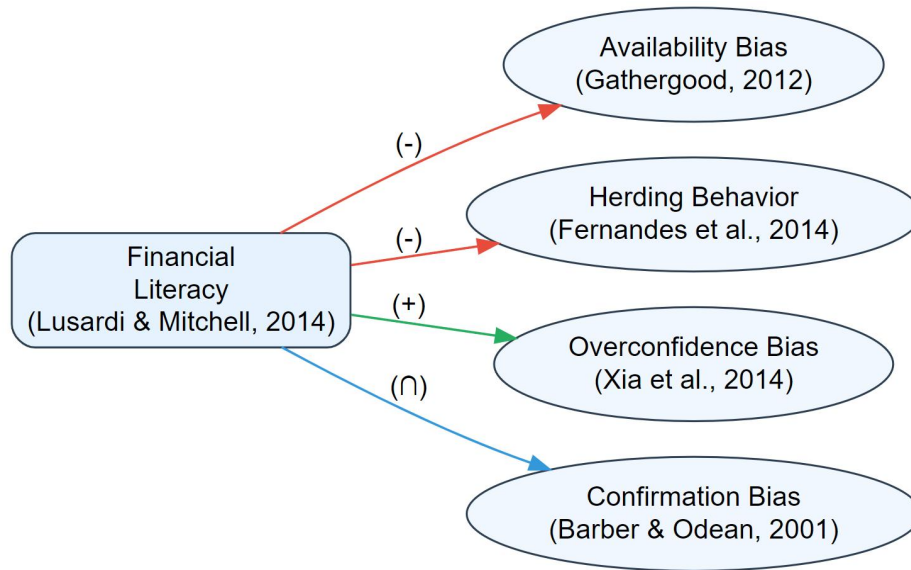 Availability Bias
(Gathergood, 2012)
(-)
Herding Behavior
(Fernandes et al., 2014)
(-)
Financial
Literacy
(Lusardi & Mitchell, 2014)
(+)
Overconfidence Bias
(Xia et al., 2014)
(∩)
Confirmation Bias
(Barber & Odean, 2001)